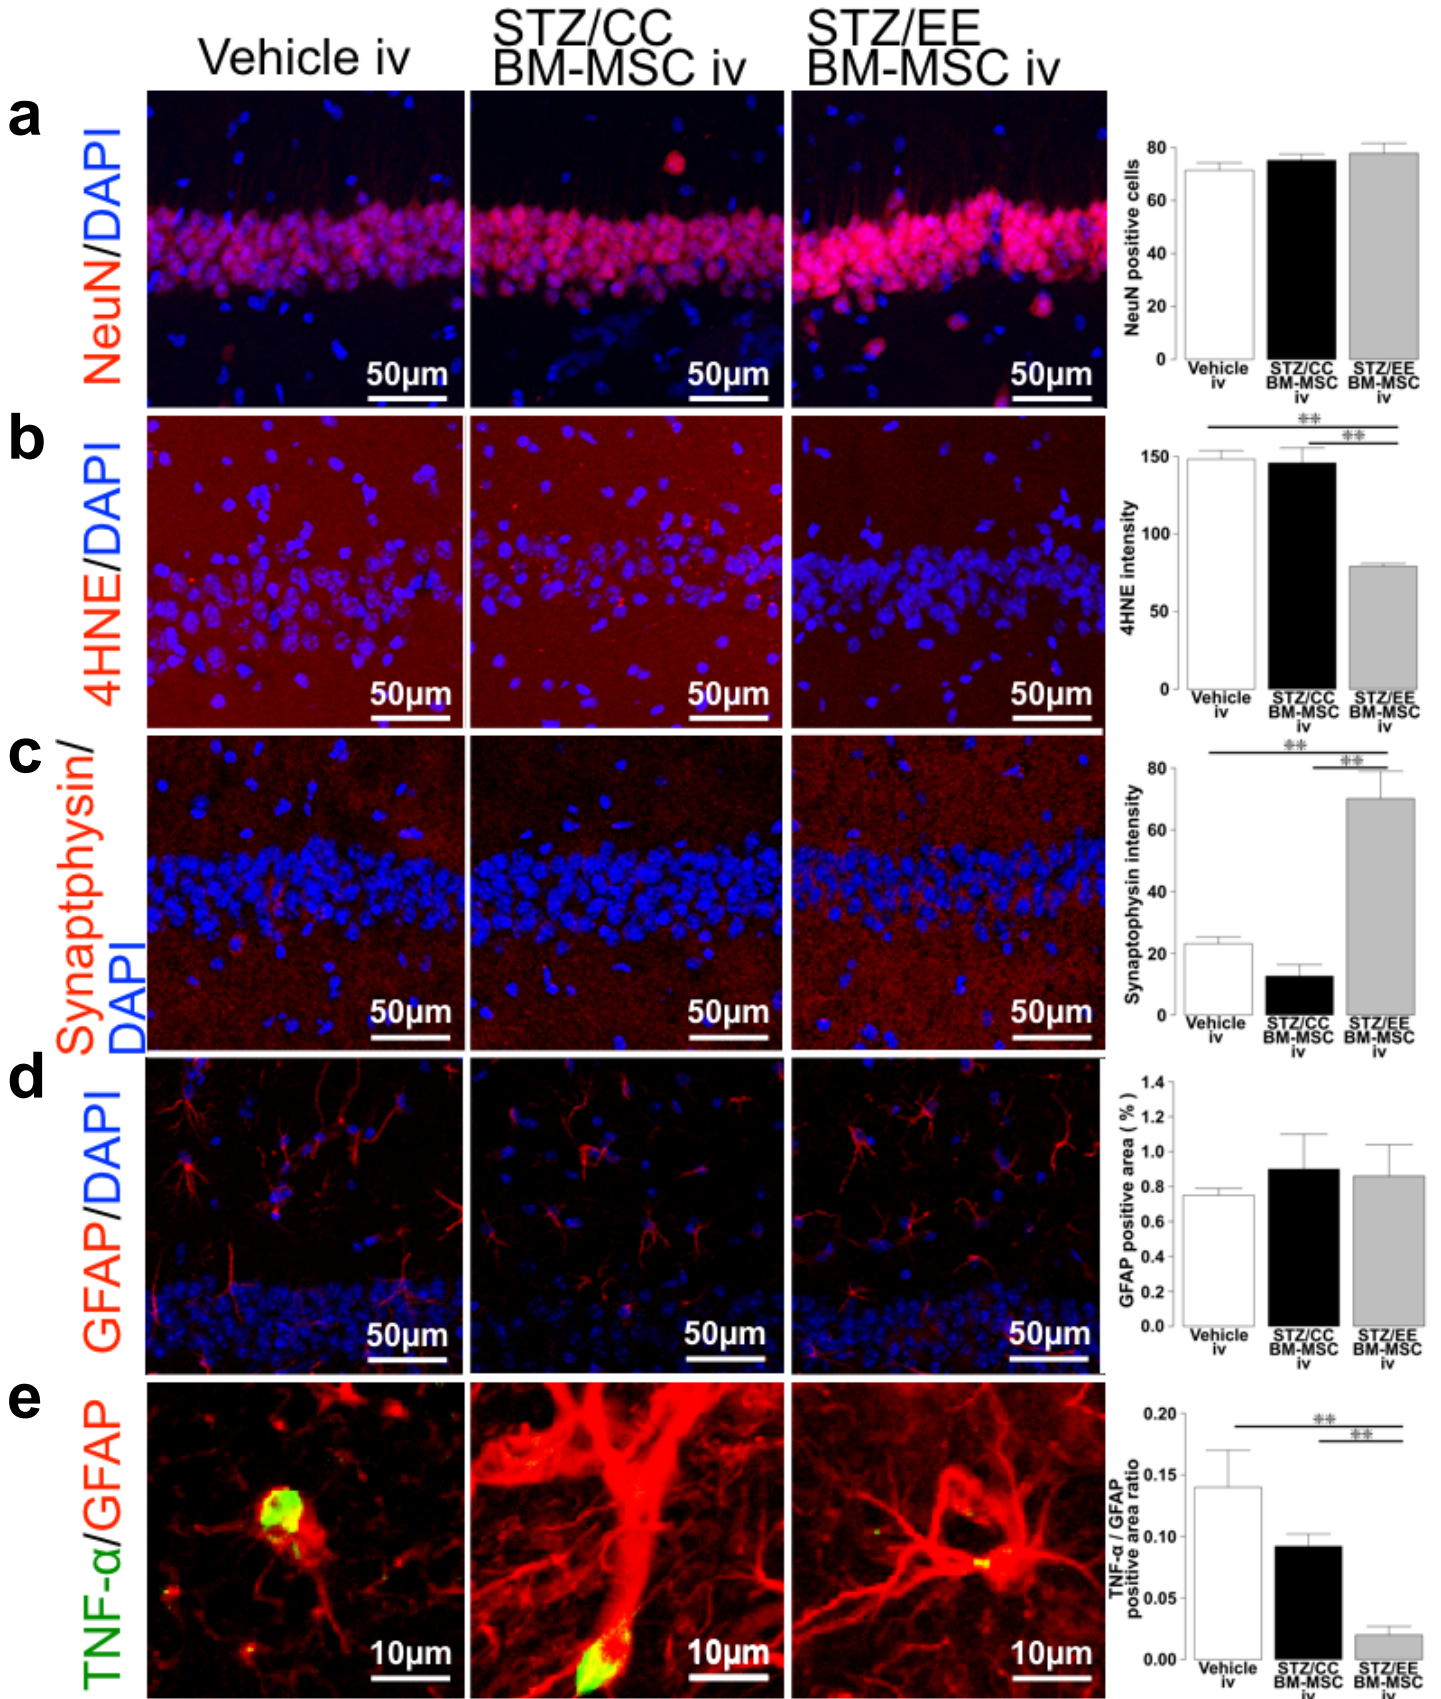 Vehicle iv
STZ/CC
BM-MSC iv
STZ/EE
BM-MSC iv
a
NeuN/DAPI
50µm
50µm
50µm
NeuN positive cells
80
60
40
20
0
Vehicle
iv
STZ/CC
BM-MSC
iv
STZ/EE
BM-MSC
iv
b
4HNE/DAPI
50µm
50µm
50µm
4HNE intensity
**
**
150
100
50
0
Vehicle
iv
STZ/CC
BM-MSC
iv
STZ/EE
BM-MSC
iv
c
Synaptphysin/
DAPI
50µm
50µm
50µm
Synaptophysin intensity
**
**
80
60
40
20
0
Vehicle
iv
STZ/CC
BM-MSC
iv
STZ/EE
BM-MSC
iv
d
GFAP/DAPI
50µm
50µm
50µm
GFAP positive area ( % )
1.4
1.2
1.0
0.8
0.6
0.4
0.2
0.0
Vehicle
iv
STZ/CC
BM-MSC
iv
STZ/EE
BM-MSC
iv
e
TNF-α/GFAP
10µm
10µm
10µm
TNF-α / GFAP
positive area ratio
**
**
0.20
0.15
0.10
0.05
0.00
Vehicle
iv
STZ/CC
BM-MSC
iv
STZ/EE
BM-MSC
iv